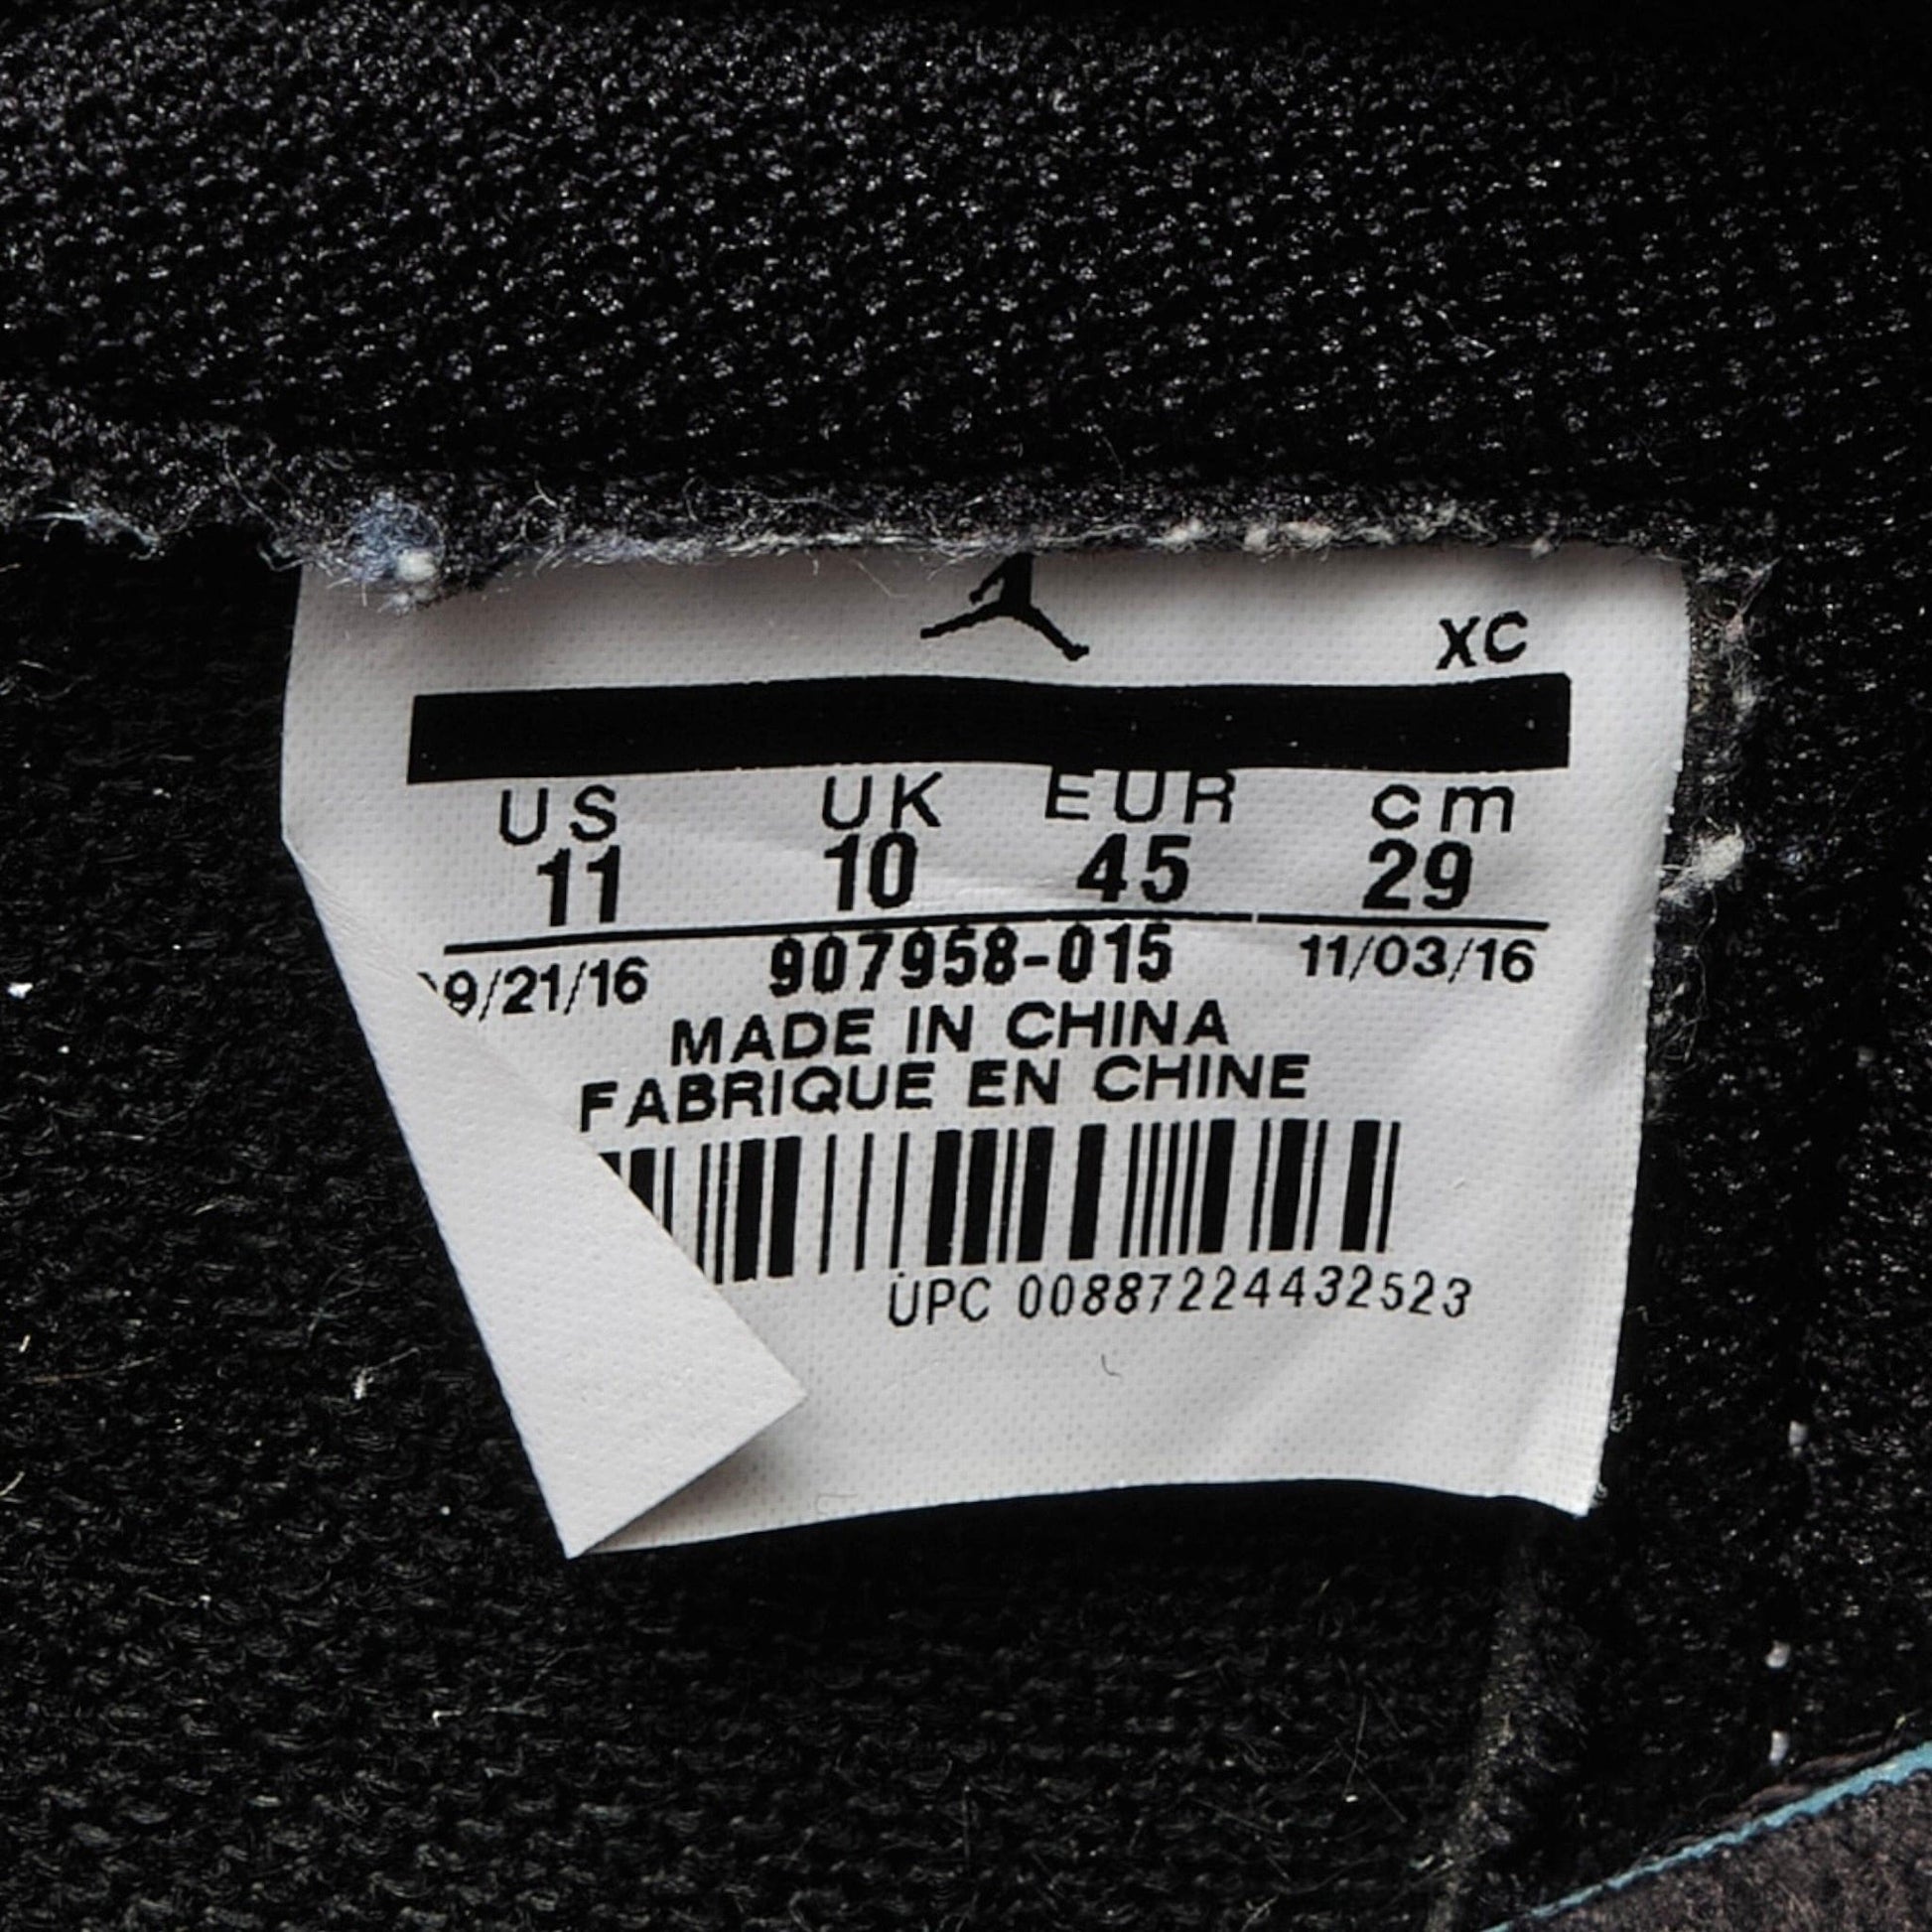 XC
US UK EUR cm
11 10 45 29
9/21/16 907958-015 11/03/16
MADE IN CHINA
FABRIQUE EN CHINE
UPC 00887224432523